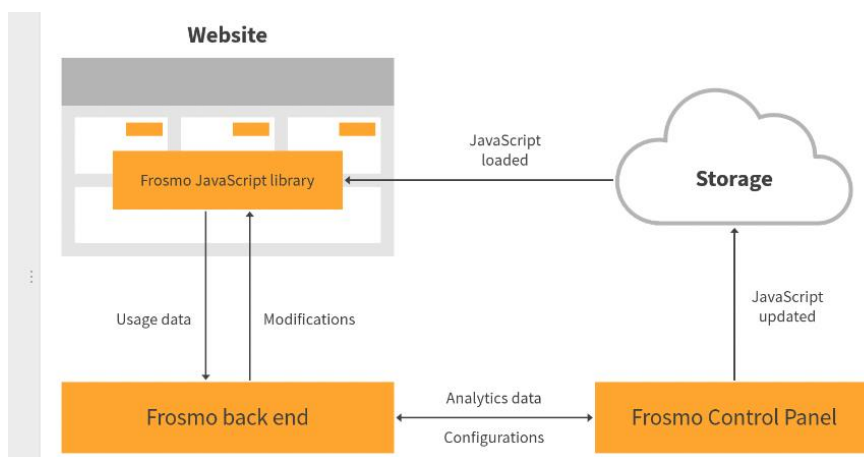 Website
JavaScript
loaded
Frosmo JavaScript library
Storage
Usage data
Modifications
JavaScript
updated
Analytics data
Frosmo back end
Frosmo Control Panel
Configurations